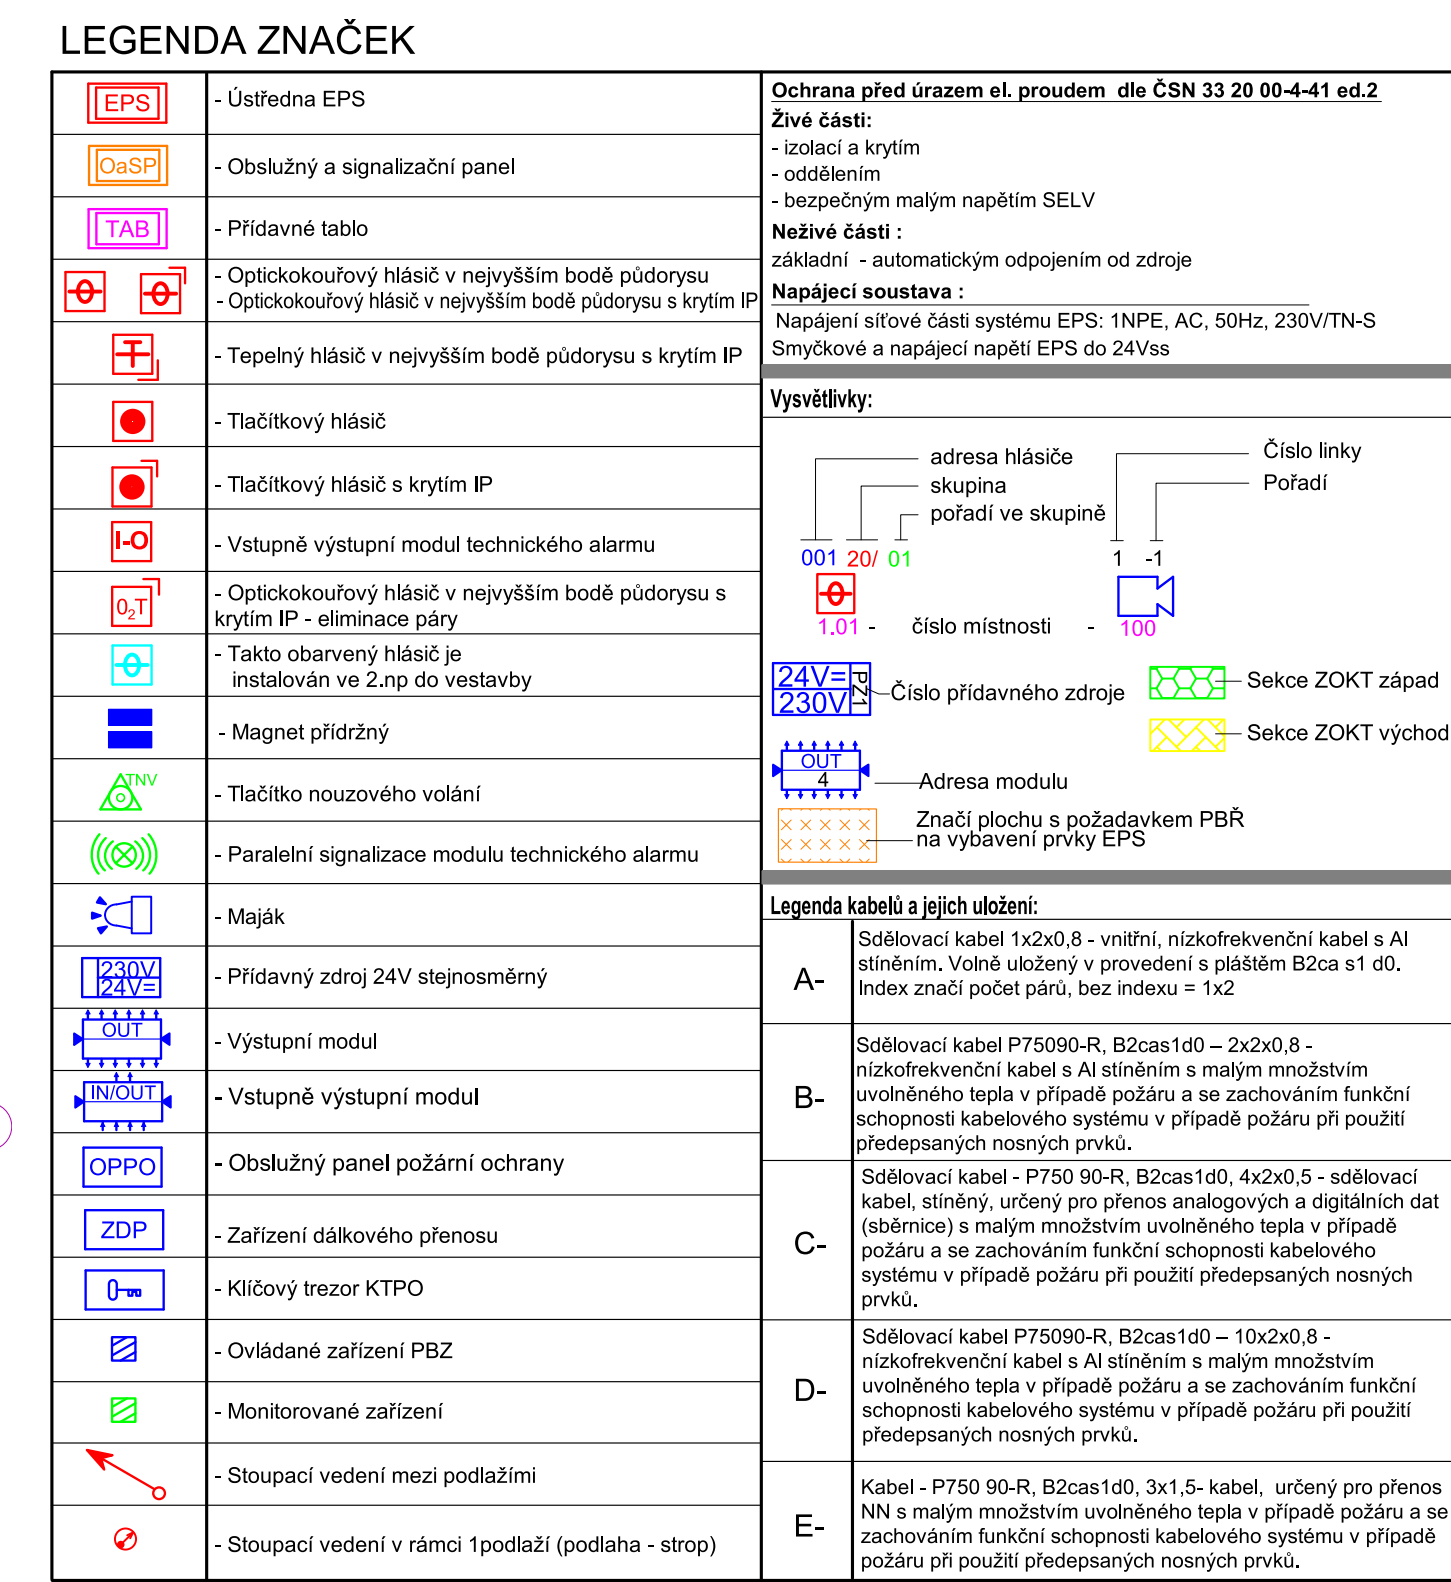 LEGENDA ZNAČEK
EPS
- Ústředna EPS
OaSP
- Obslužný a signalizační panel
TAB
- Přídavné tablo
- Optickokouřový hlásič v nejvyšším bodě půdorysu
- Optickokouřový hlásič v nejvyšším bodě půdorysu s krytím IP
T
- Tepelný hlásič v nejvyšším bodě půdorysu s krytím IP
- Tlačítkový hlásič
- Tlačítkový hlásič s krytím IP
I-O
- Vstupně výstupní modul technického alarmu
0₂T
- Optickokouřový hlásič v nejvyšším bodě půdorysu s
krytím IP - eliminace páry
- Takto obarvený hlásič je
instalován ve 2.np do vestavby
- Magnet přídržný
TNV
- Tlačítko nouzového volání
- Paralelní signalizace modulu technického alarmu
- Maják
230V
24V=
- Přídavný zdroj 24V stejnosměrný
OUT
- Výstupní modul
IN/OUT
- Vstupně výstupní modul
OPPO
- Obslužný panel požární ochrany
ZDP
- Zařízení dálkového přenosu
- Klíčový trezor KTPO
- Ovládané zařízení PBZ
- Monitorované zařízení
- Stoupací vedení mezi podlažími
- Stoupací vedení v rámci 1podlaží (podlaha - strop)
Ochrana před úrazem el. proudem dle ČSN 33 20 00-4-41 ed.2
Živé části:
- izolací a krytím
- oddělením
- bezpečným malým napětím SELV
Neživé části :
základní - automatickým odpojením od zdroje
Napájecí soustava :
Napájení síťové části systému EPS: 1NPE, AC, 50Hz, 230V/TN-S
Smyčkové a napájecí napětí EPS do 24Vss
Vysvětlivky:
adresa hlásiče
skupina
pořadí ve skupině
001 20/ 01
1.01 - číslo místnosti - 100
Číslo linky
Pořadí
1 -1
24V=
230V
PZ1
Číslo přídavného zdroje
Sekce ZOKT západ
Sekce ZOKT východ
OUT
4
Adresa modulu
Značí plochu s požadavkem PBŘ
na vybavení prvky EPS
Legenda kabelů a jejich uložení:
A-
Sdělovací kabel 1x2x0,8 - vnitřní, nízkofrekvenční kabel s Al
stíněním. Volně uložený v provedení s pláštěm B2ca s1 d0.
Index značí počet párů, bez indexu = 1x2
B-
Sdělovací kabel P75090-R, B2cas1d0 – 2x2x0,8 -
nízkofrekvenční kabel s Al stíněním s malým množstvím
uvolněného tepla v případě požáru a se zachováním funkční
schopnosti kabelového systému v případě požáru při použití
předepsaných nosných prvků.
C-
Sdělovací kabel - P750 90-R, B2cas1d0, 4x2x0,5 - sdělovací
kabel, stíněný, určený pro přenos analogových a digitálních dat
(sběrnice) s malým množstvím uvolněného tepla v případě
požáru a se zachováním funkční schopnosti kabelového
systému v případě požáru při použití předepsaných nosných
prvků.
D-
Sdělovací kabel P75090-R, B2cas1d0 – 10x2x0,8 -
nízkofrekvenční kabel s Al stíněním s malým množstvím
uvolněného tepla v případě požáru a se zachováním funkční
schopnosti kabelového systému v případě požáru při použití
předepsaných nosných prvků.
E-
Kabel - P750 90-R, B2cas1d0, 3x1,5- kabel, určený pro přenos
NN s malým množstvím uvolněného tepla v případě požáru a se
zachováním funkční schopnosti kabelového systému v případě
požáru při použití předepsaných nosných prvků.